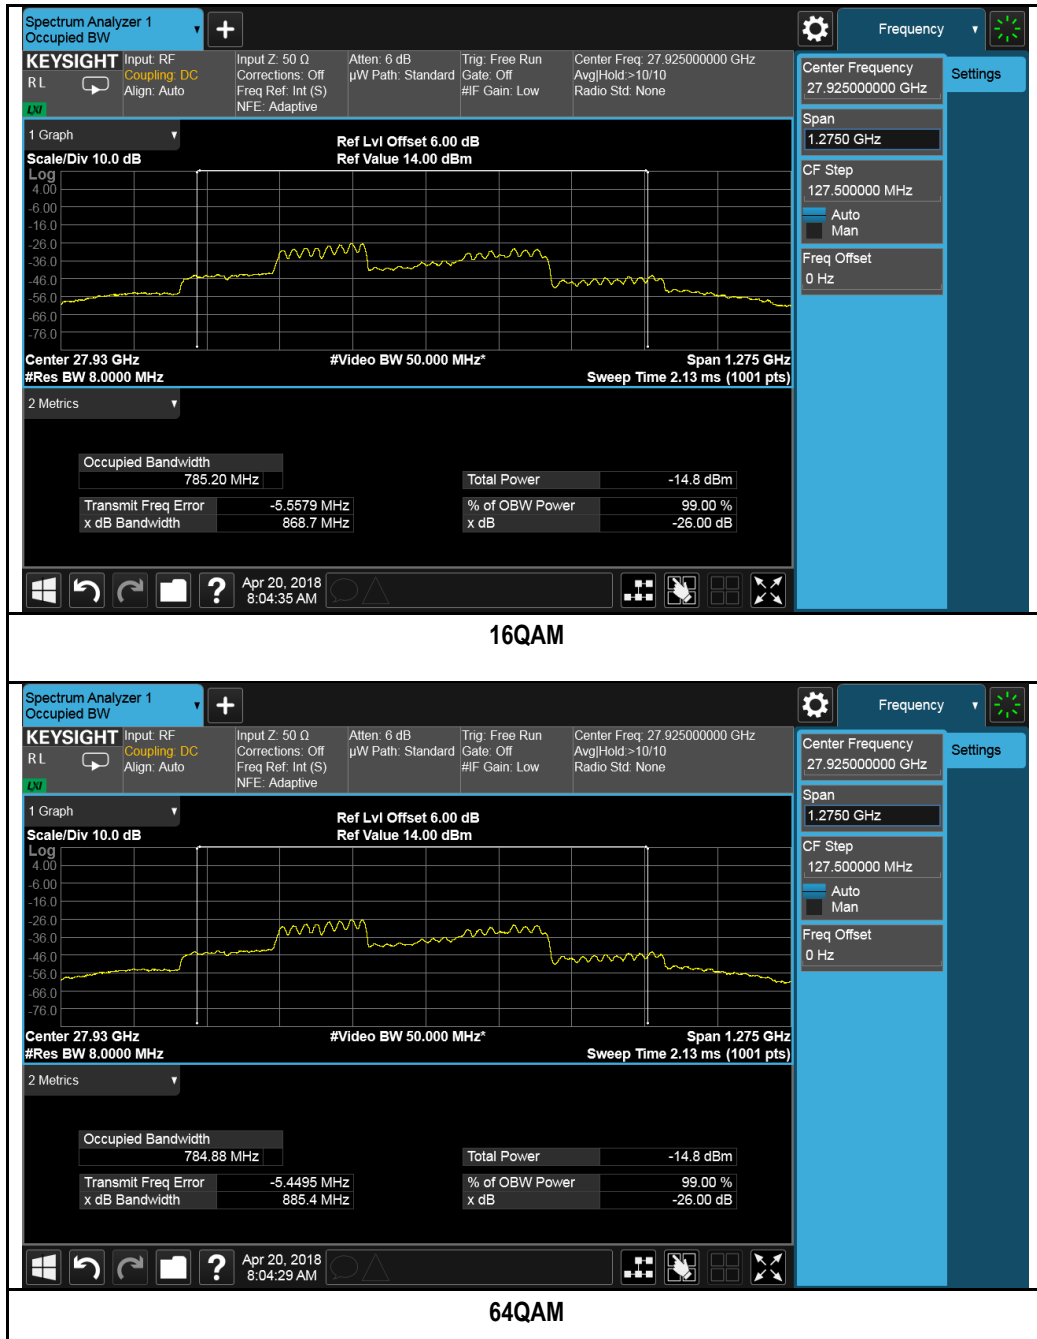 Spectrum Analyzer 1
Occupied BW
Frequency
KEYSIGHT
RL
LXI
Input: RF
Coupling: DC
Align: Auto
Input Z: 50 Ω
Corrections: Off
Freq Ref: Int (S)
NFE: Adaptive
Atten: 6 dB
µW Path: Standard
Trig: Free Run
Gate: Off
#IF Gain: Low
Center Freq: 27.925000000 GHz
Avg|Hold:>10/10
Radio Std: None
Center Frequency
27.925000000 GHz
Settings
Span
1.2750 GHz
CF Step
127.500000 MHz
Auto
Man
Freq Offset
0 Hz
1 Graph
Scale/Div 10.0 dB
Ref Lvl Offset 6.00 dB
Ref Value 14.00 dBm
Log
4.00
-6.00
-16.0
-26.0
-36.0
-46.0
-56.0
-66.0
-76.0
Center 27.93 GHz
#Video BW 50.000 MHz*
Span 1.275 GHz
#Res BW 8.0000 MHz
Sweep Time 2.13 ms (1001 pts)
2 Metrics
Occupied Bandwidth
785.20 MHz
Total Power -14.8 dBm
Transmit Freq Error -5.5579 MHz
% of OBW Power 99.00 %
x dB Bandwidth 868.7 MHz
x dB -26.00 dB
?
Apr 20, 2018
8:04:35 AM
16QAM
Spectrum Analyzer 1
Occupied BW
Frequency
KEYSIGHT
RL
LXI
Input: RF
Coupling: DC
Align: Auto
Input Z: 50 Ω
Corrections: Off
Freq Ref: Int (S)
NFE: Adaptive
Atten: 6 dB
µW Path: Standard
Trig: Free Run
Gate: Off
#IF Gain: Low
Center Freq: 27.925000000 GHz
Avg|Hold:>10/10
Radio Std: None
Center Frequency
27.925000000 GHz
Settings
Span
1.2750 GHz
CF Step
127.500000 MHz
Auto
Man
Freq Offset
0 Hz
1 Graph
Scale/Div 10.0 dB
Ref Lvl Offset 6.00 dB
Ref Value 14.00 dBm
Log
4.00
-6.00
-16.0
-26.0
-36.0
-46.0
-56.0
-66.0
-76.0
Center 27.93 GHz
#Video BW 50.000 MHz*
Span 1.275 GHz
#Res BW 8.0000 MHz
Sweep Time 2.13 ms (1001 pts)
2 Metrics
Occupied Bandwidth
784.88 MHz
Total Power -14.8 dBm
Transmit Freq Error -5.4495 MHz
% of OBW Power 99.00 %
x dB Bandwidth 885.4 MHz
x dB -26.00 dB
?
Apr 20, 2018
8:04:29 AM
64QAM